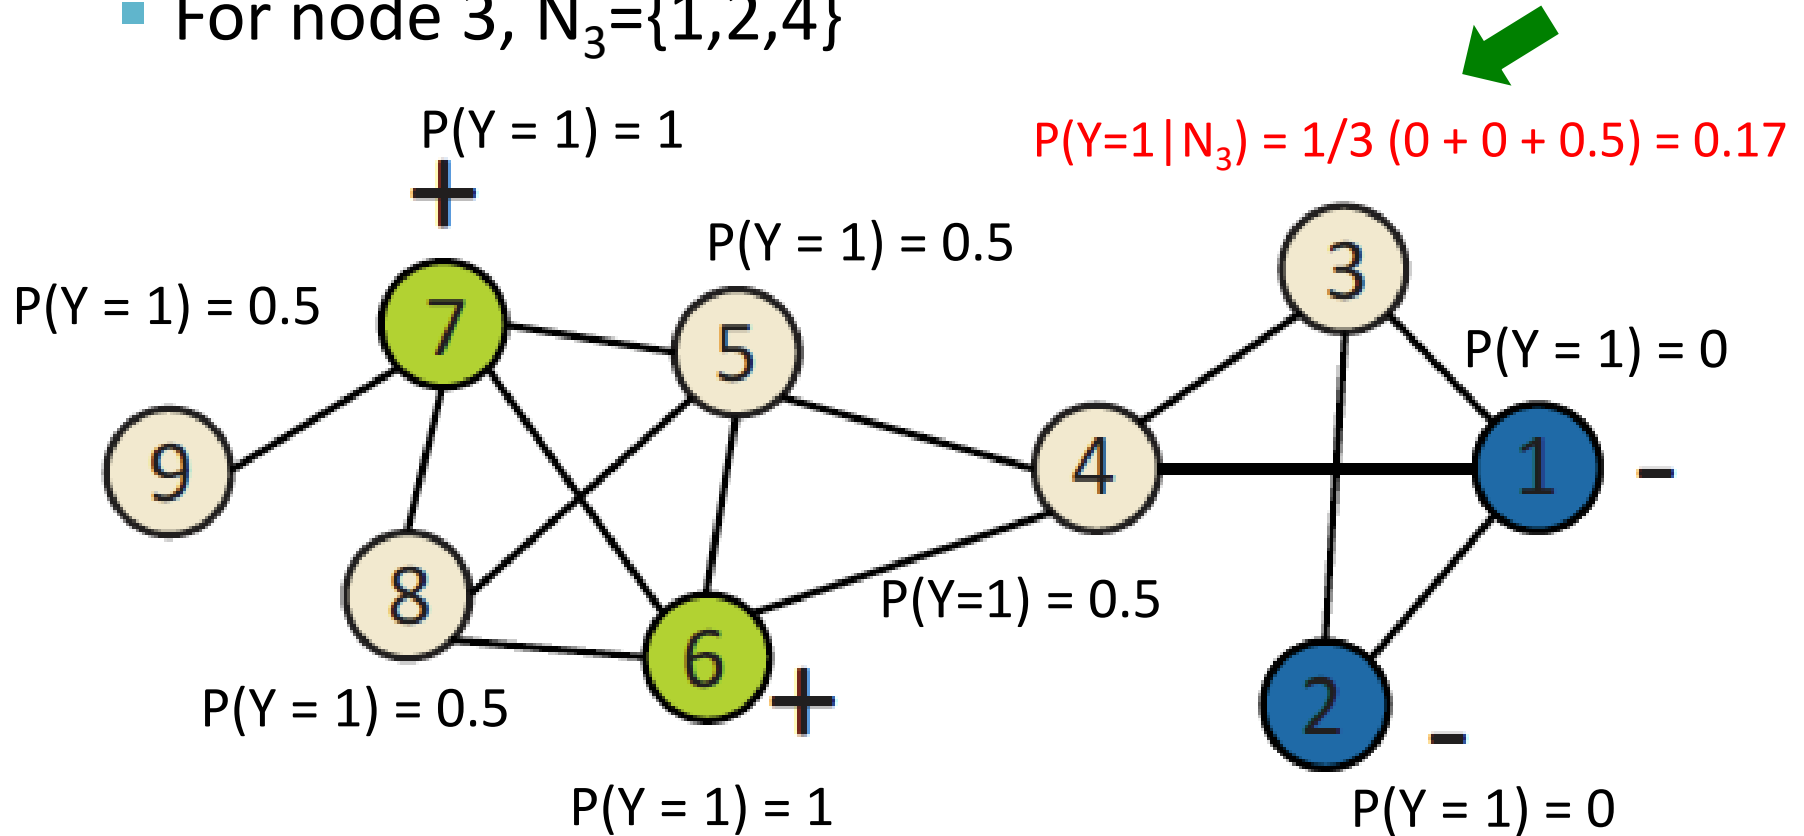 For node 3, N₃={1,2,4}
P(Y = 1) = 1
P(Y=1|N₃) = 1/3 (0 + 0 + 0.5) = 0.17
+
P(Y = 1) = 0.5
3
P(Y = 1) = 0.5
7
5
P(Y = 1) = 0
9
4
1
-
8
P(Y=1) = 0.5
6
+
2
-
P(Y = 1) = 0.5
P(Y = 1) = 1
P(Y = 1) = 0